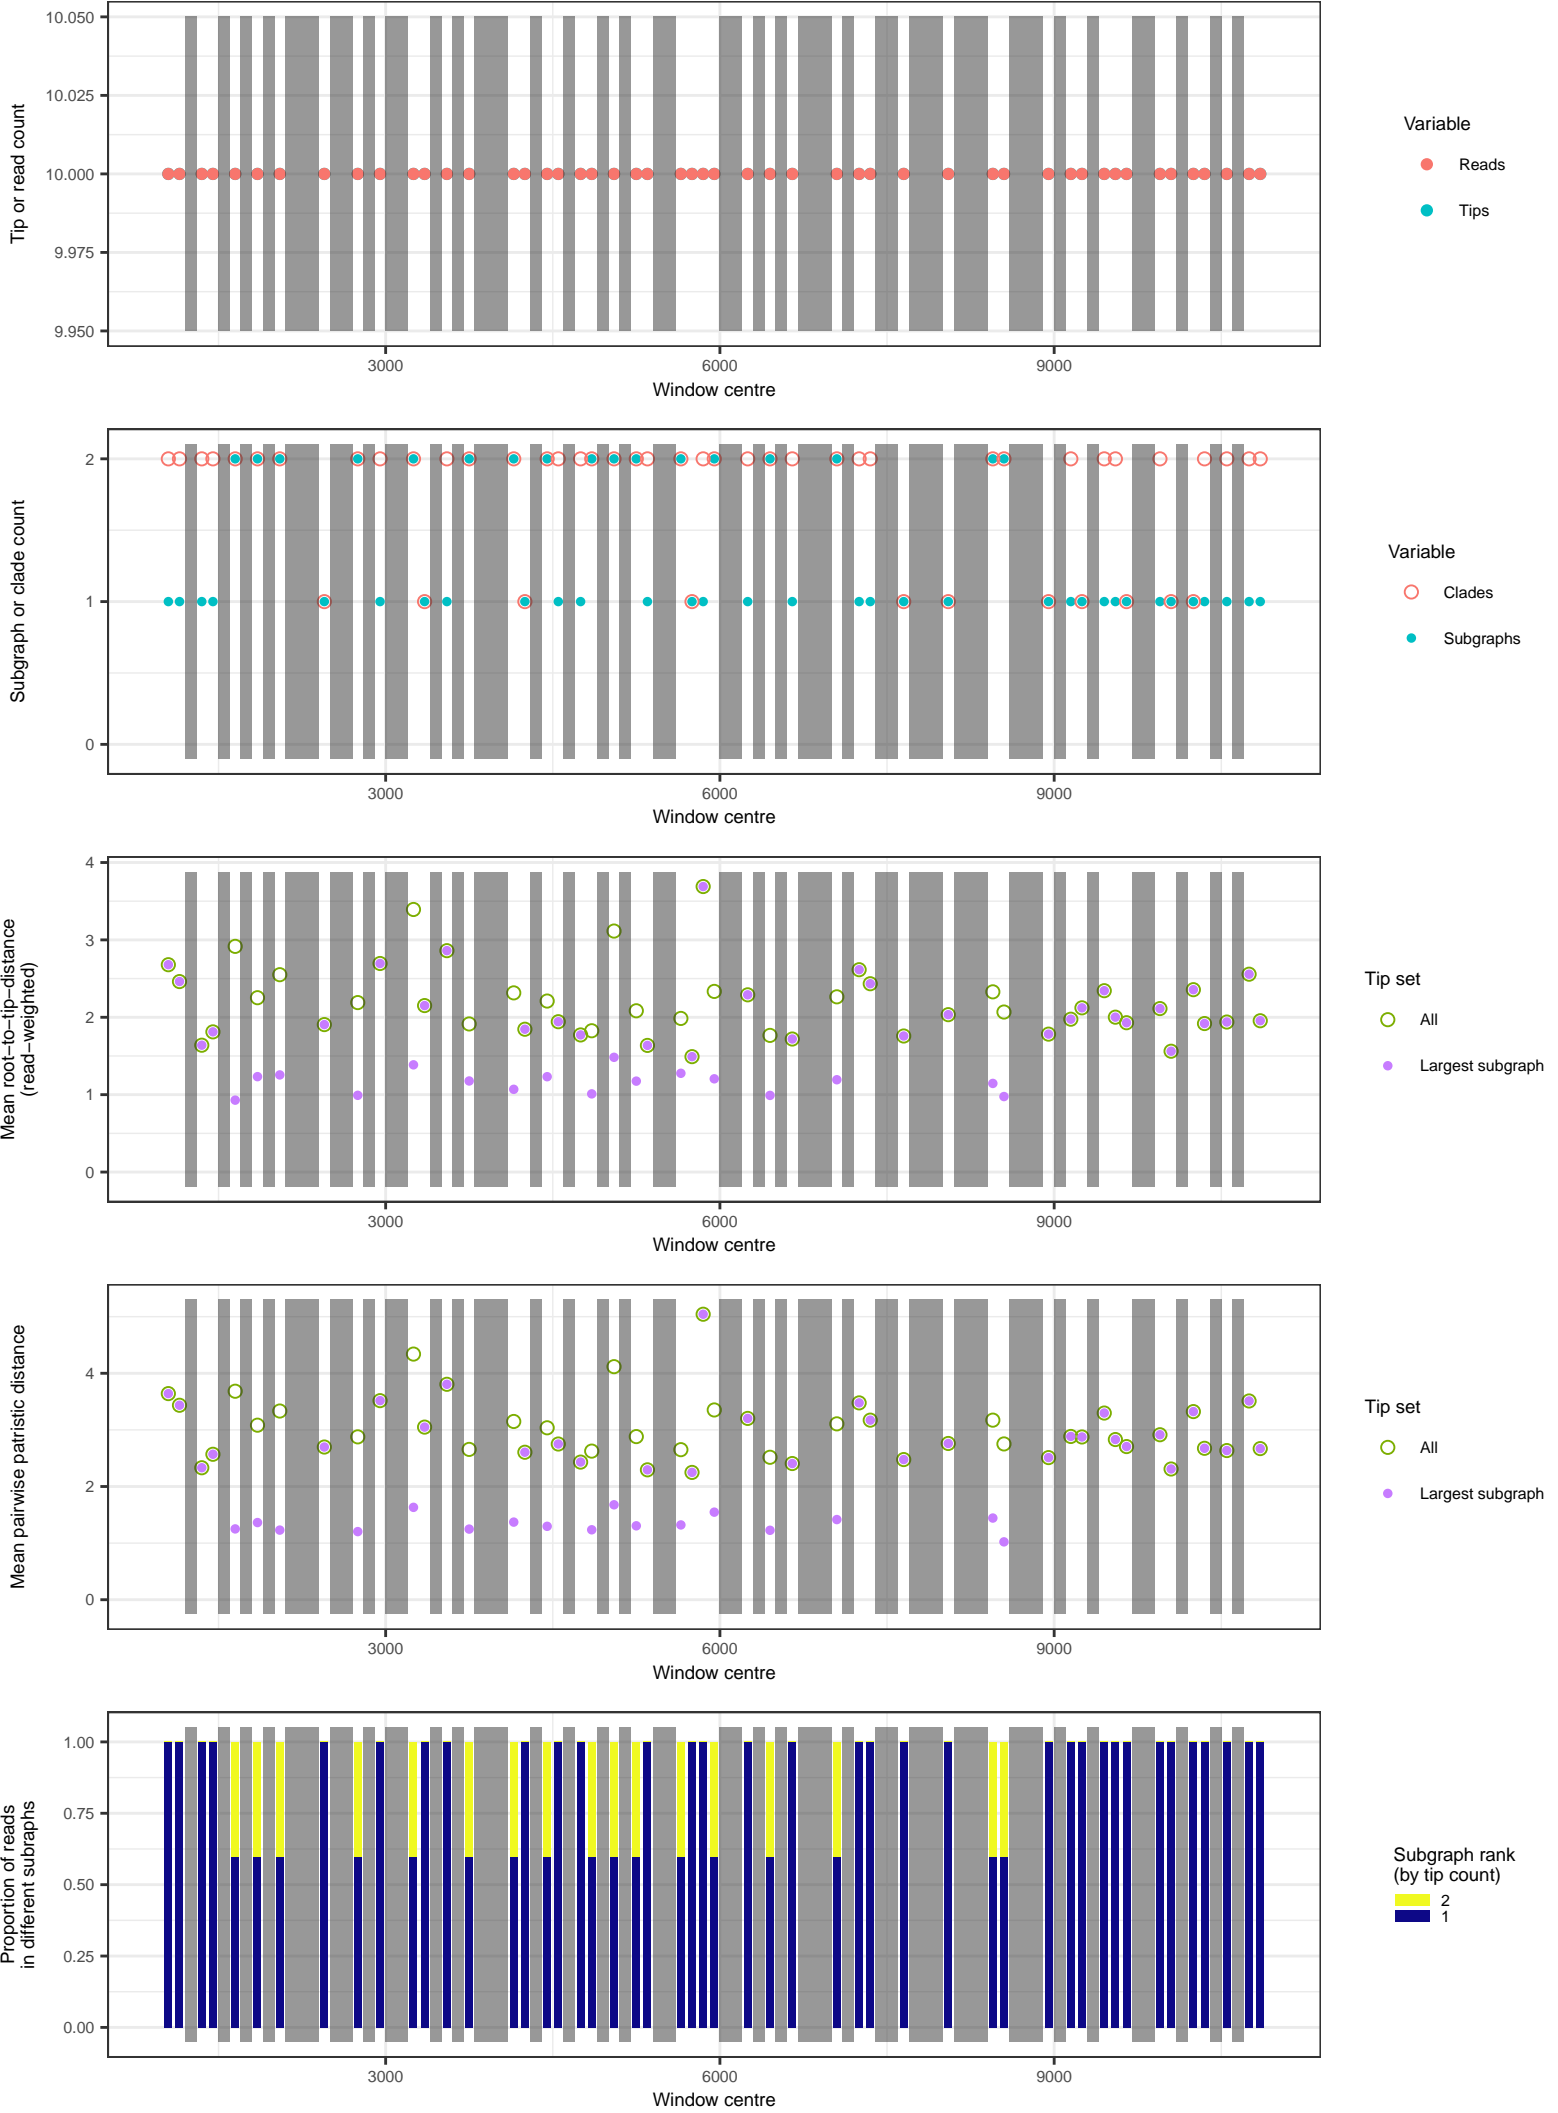 10.050
10.025
10.000
9.975
9.950
Tip or read count
3000
6000
9000
Window centre
Variable
Reads
Tips
2
1
0
Subgraph or clade count
3000
6000
9000
Window centre
Variable
Clades
Subgraphs
4
3
2
1
0
Mean root−to−tip−distance
(read−weighted)
3000
6000
9000
Window centre
Tip set
All
Largest subgraph
4
2
0
Mean pairwise patristic distance
3000
6000
9000
Window centre
Tip set
All
Largest subgraph
1.00
0.75
0.50
0.25
0.00
Proportion of reads
in different subraphs
3000
6000
9000
Window centre
Subgraph rank
(by tip count)
2
1